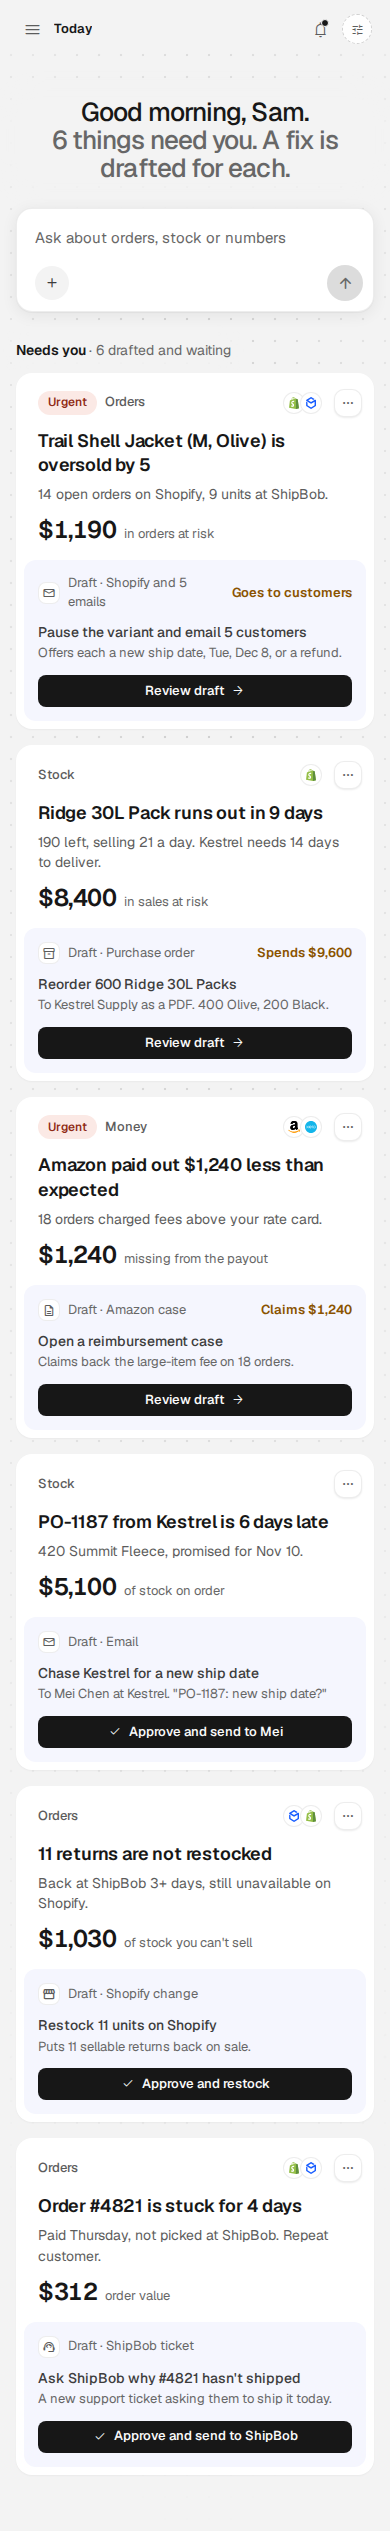 Today
Good morning, Sam.
6 things need you. A fix is
drafted for each.
Ask about orders, stock or numbers
Needs you · 6 drafted and waiting
Urgent Orders
Trail Shell Jacket (M, Olive) is
oversold by 5
14 open orders on Shopify, 9 units at ShipBob.
$1,190 in orders at risk
Draft · Shopify and 5
emails
Goes to customers
Pause the variant and email 5 customers
Offers each a new ship date, Tue, Dec 8, or a refund.
Review draft →
Stock
Ridge 30L Pack runs out in 9 days
190 left, selling 21 a day. Kestrel needs 14 days
to deliver.
$8,400 in sales at risk
Draft · Purchase order Spends $9,600
Reorder 600 Ridge 30L Packs
To Kestrel Supply as a PDF. 400 Olive, 200 Black.
Review draft →
Urgent Money
Amazon paid out $1,240 less than
expected
18 orders charged fees above your rate card.
$1,240 missing from the payout
Draft · Amazon case Claims $1,240
Open a reimbursement case
Claims back the large-item fee on 18 orders.
Review draft →
Stock
PO-1187 from Kestrel is 6 days late
420 Summit Fleece, promised for Nov 10.
$5,100 of stock on order
Draft · Email
Chase Kestrel for a new ship date
To Mei Chen at Kestrel. "PO-1187: new ship date?"
Approve and send to Mei
Orders
11 returns are not restocked
Back at ShipBob 3+ days, still unavailable on
Shopify.
$1,030 of stock you can't sell
Draft · Shopify change
Restock 11 units on Shopify
Puts 11 sellable returns back on sale.
Approve and restock
Orders
Order #4821 is stuck for 4 days
Paid Thursday, not picked at ShipBob. Repeat
customer.
$312 order value
Draft · ShipBob ticket
Ask ShipBob why #4821 hasn't shipped
A new support ticket asking them to ship it today.
Approve and send to ShipBob